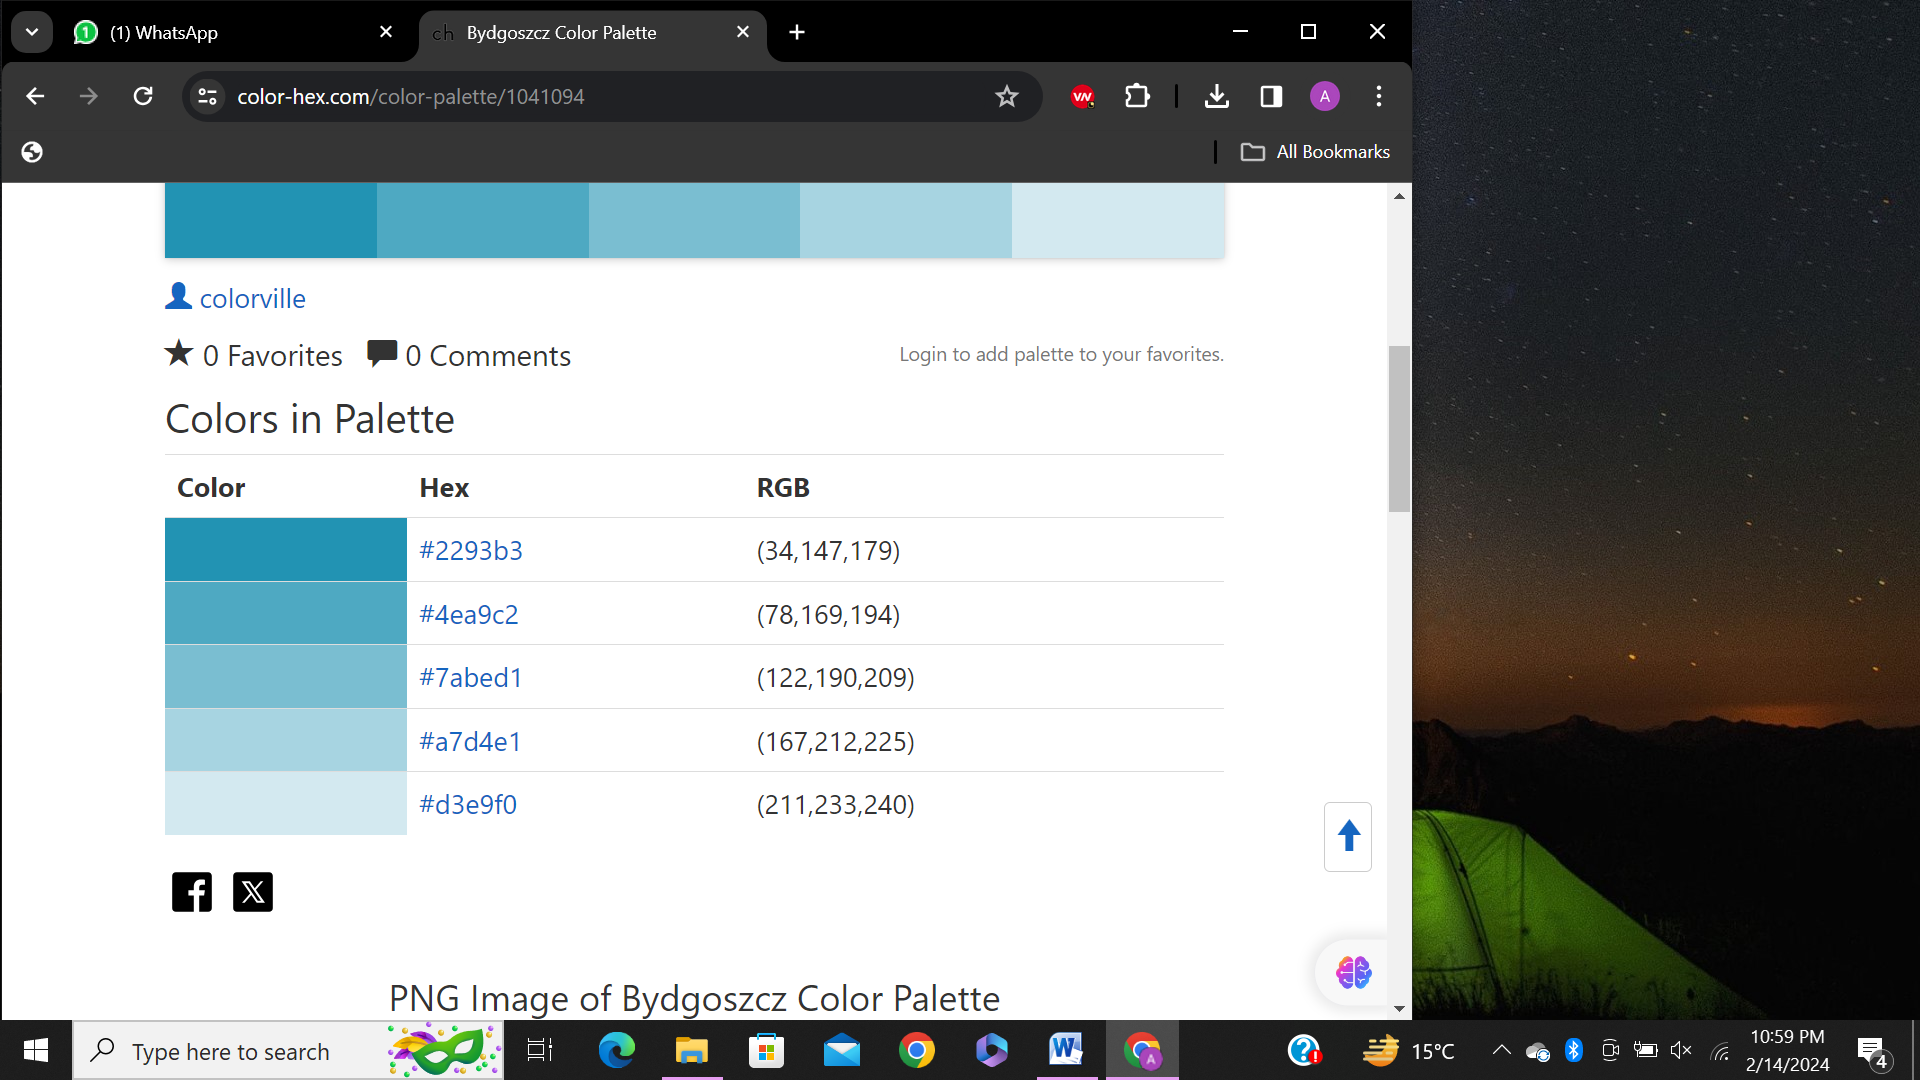 (1) WhatsApp
ch Bydgoszcz Color Palette
color-hex.com/color-palette/1041094
VN
A
All Bookmarks
colorville
0 Favorites 0 Comments
Login to add palette to your favorites.
Colors in Palette
Color Hex RGB
#2293b3 (34,147,179)
#4ea9c2 (78,169,194)
#7abed1 (122,190,209)
#a7d4e1 (167,212,225)
#d3e9f0 (211,233,240)
PNG Image of Bydgoszcz Color Palette
Type here to search
15°C
10:59 PM
2/14/2024
4